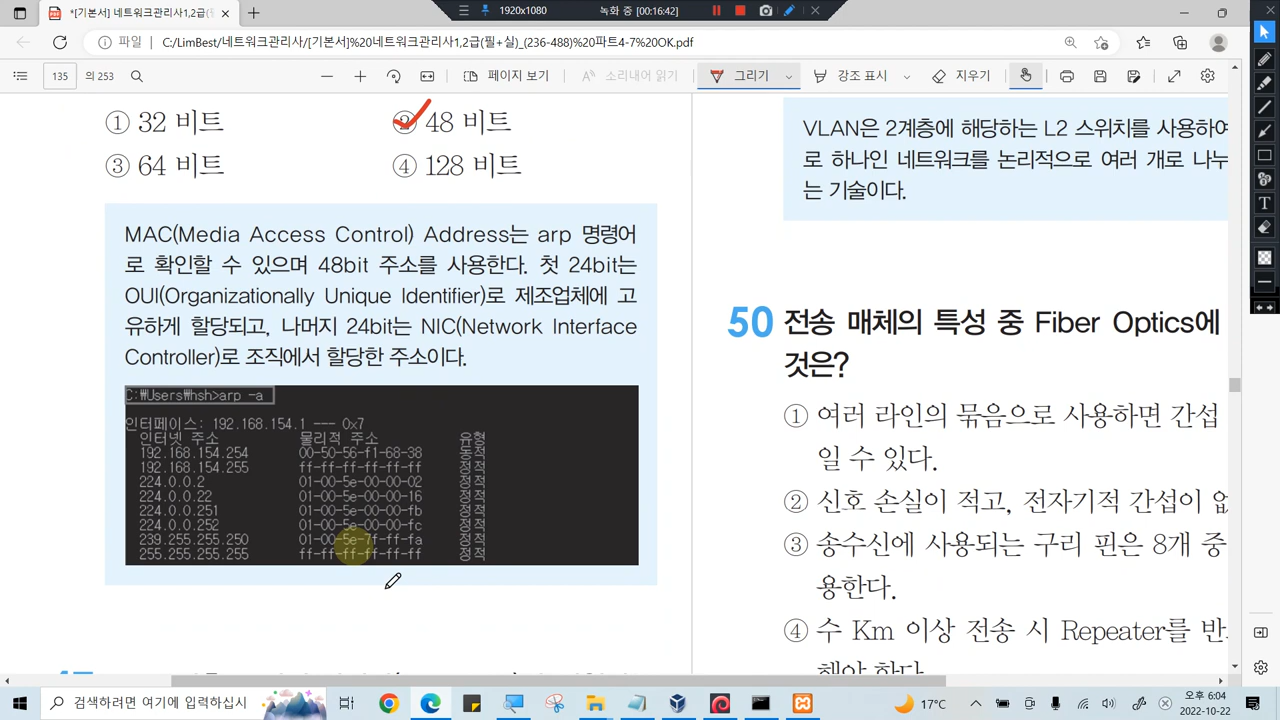 *[기본서] 네트워크관리사1,2급(필
1920x1080
녹화 중 [00:16:42]
파일
C:/LimBest/네트워크관리사/[기본서]%20네트워크관리사1,2급(필+실)_(236-488)%20파트4-7%20OK.pdf
135
의 253
페이지 보기
소리내어 읽기
그리기
강조 표시
지우기
① 32 비트
② 48 비트
③ 64 비트
④ 128 비트
MAC(Media Access Control) Address는 arp 명령어
로 확인할 수 있으며 48bit 주소를 사용한다. 첫 24bit는
OUI(Organizationally Unique Identifier)로 제조업체에 고
유하게 할당되고, 나머지 24bit는 NIC(Network Interface
Controller)로 조직에서 할당한 주소이다.
C:₩Users₩hsh>arp -a
인터페이스: 192.168.154.1 --- 0x7
인터넷 주소 물리적 주소 유형
192.168.154.254 00-50-56-f1-68-38 동적
192.168.154.255 ff-ff-ff-ff-ff-ff 정적
224.0.0.2 01-00-5e-00-00-02 정적
224.0.0.22 01-00-5e-00-00-16 정적
224.0.0.251 01-00-5e-00-00-fb 정적
224.0.0.252 01-00-5e-00-00-fc 정적
239.255.255.250 01-00-5e-7f-ff-fa 정적
255.255.255.255 ff-ff-ff-ff-ff-ff 정적
VLAN은 2계층에 해당하는 L2 스위치를 사용하여
로 하나인 네트워크를 논리적으로 여러 개로 나누
는 기술이다.
50 전송 매체의 특성 중 Fiber Optics에
것은?
① 여러 라인의 묶음으로 사용하면 간섭
일 수 있다.
② 신호 손실이 적고, 전자기적 간섭이 없
③ 송수신에 사용되는 구리 핀은 8개 중
용한다.
④ 수 Km 이상 전송 시 Repeater를 반
해야 한다.
검색하려면 여기에 입력하십시
17℃
오후 6:04
2022-10-22